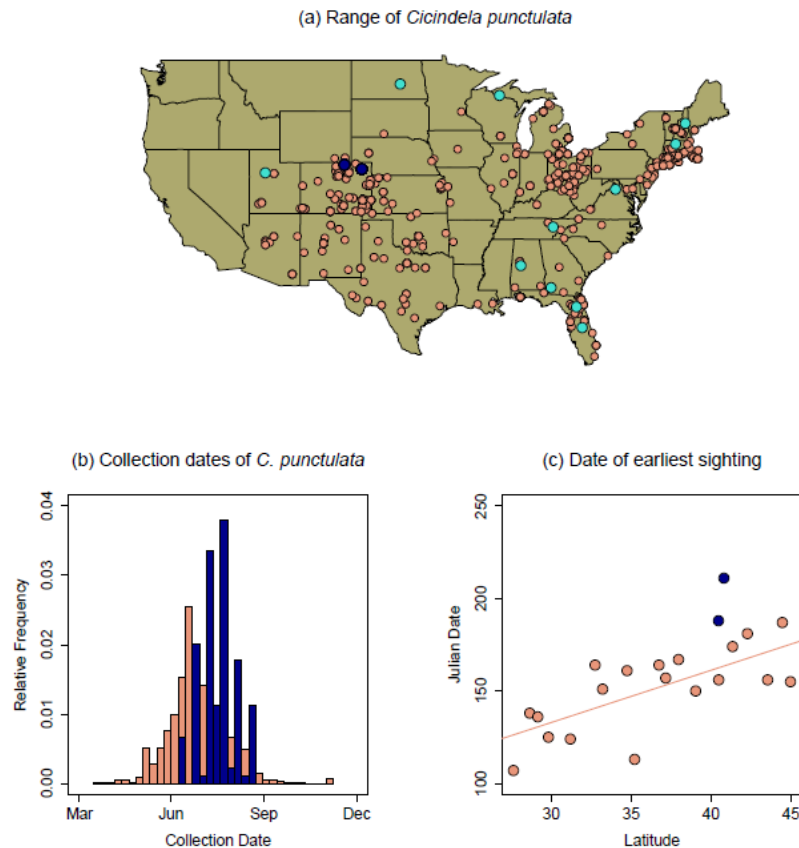 (a) Range of Cicindela punctulata
(b) Collection dates of C. punctulata
(c) Date of earliest sighting
Relative Frequency
0.04
0.03
0.02
0.01
0.00
Mar
Jun
Sep
Dec
Collection Date
Julian Date
250
200
150
100
30
35
40
45
Latitude